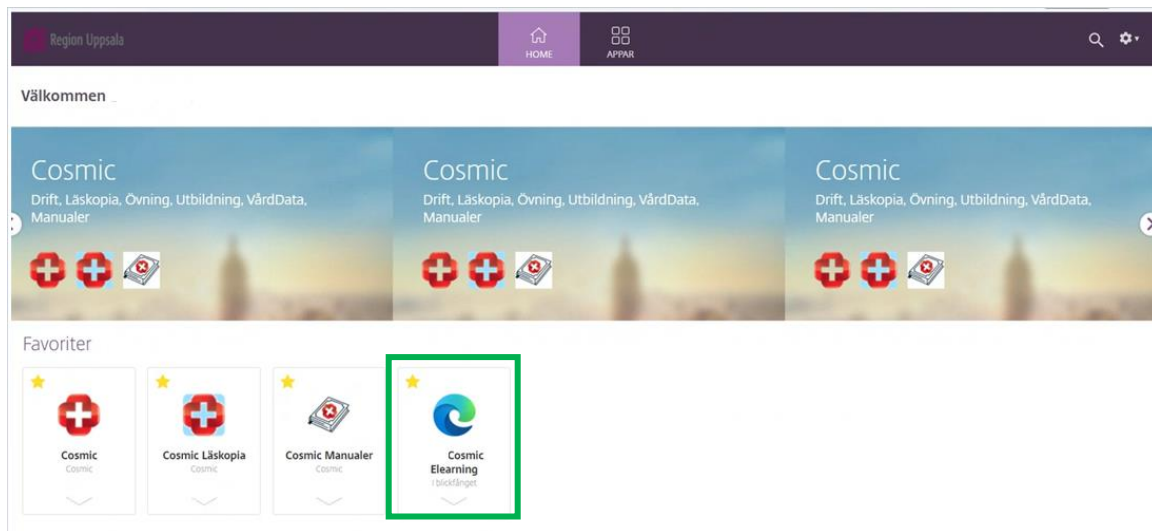 Region Uppsala
HOME
APPAR
Välkommen
Cosmic
Drift, Läskopia, Övning, Utbildning, VårdData,
Manualer
Cosmic
Drift, Läskopia, Övning, Utbildning, VårdData,
Manualer
Cosmic
Drift, Läskopia, Övning, Utbildning, VårdData,
Manualer
Favoriter
Cosmic
Cosmic
Cosmic Läskopia
Cosmic
Cosmic Manualer
Cosmic
Cosmic
Elearning
I blickfånget